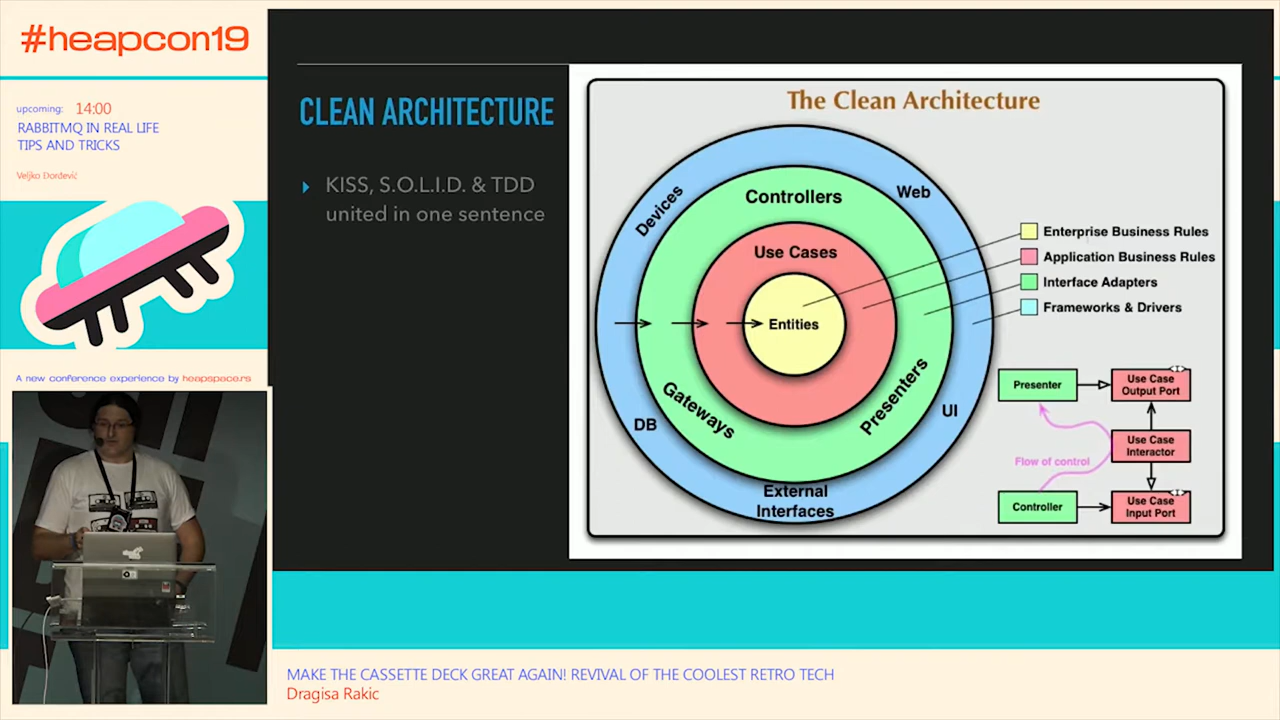 #heapcon19
upcoming: 14:00
RABBITMQ IN REAL LIFE
TIPS AND TRICKS
Veljko Đorđević
A new conference experience by heapspace.rs
CLEAN ARCHITECTURE
KISS, S.O.L.I.D. & TDD
united in one sentence
The Clean Architecture
Devices
Web
Controllers
Use Cases
Entities
Gateways
Presenters
DB
UI
External
Interfaces
Enterprise Business Rules
Application Business Rules
Interface Adapters
Frameworks & Drivers
Presenter
Use Case
Output Port
Flow of control
Use Case
Interactor
Controller
Use Case
Input Port
MAKE THE CASSETTE DECK GREAT AGAIN! REVIVAL OF THE COOLEST RETRO TECH
Dragisa Rakic